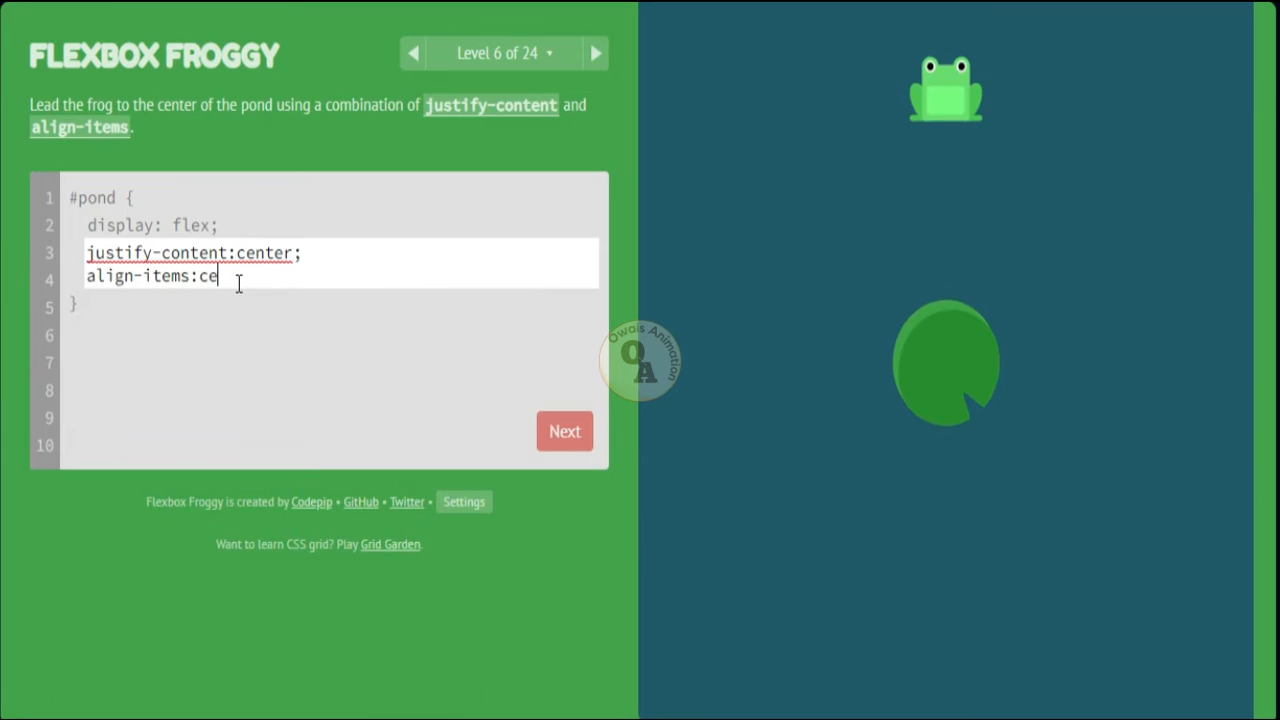 FLEXBOX FROGGY
◀ Level 6 of 24 ▾ ▶
Lead the frog to the center of the pond using a combination of justify-content and
align-items.
1 #pond {
2 display: flex;
3 justify-content:center;
4 align-items:ce
5 }
6
7
8
9
10
Next
Flexbox Froggy is created by Codepip • GitHub • Twitter • Settings
Want to learn CSS grid? Play Grid Garden.
Owais Animation
OA